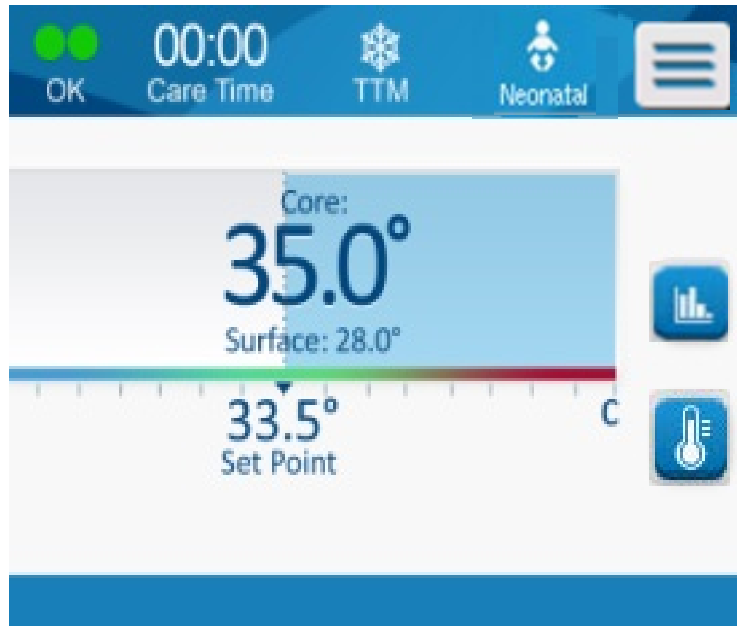 00:00
OK Care Time TTM Neonatal
Core:
35.0°
Surface: 28.0°
33.5° C
Set Point